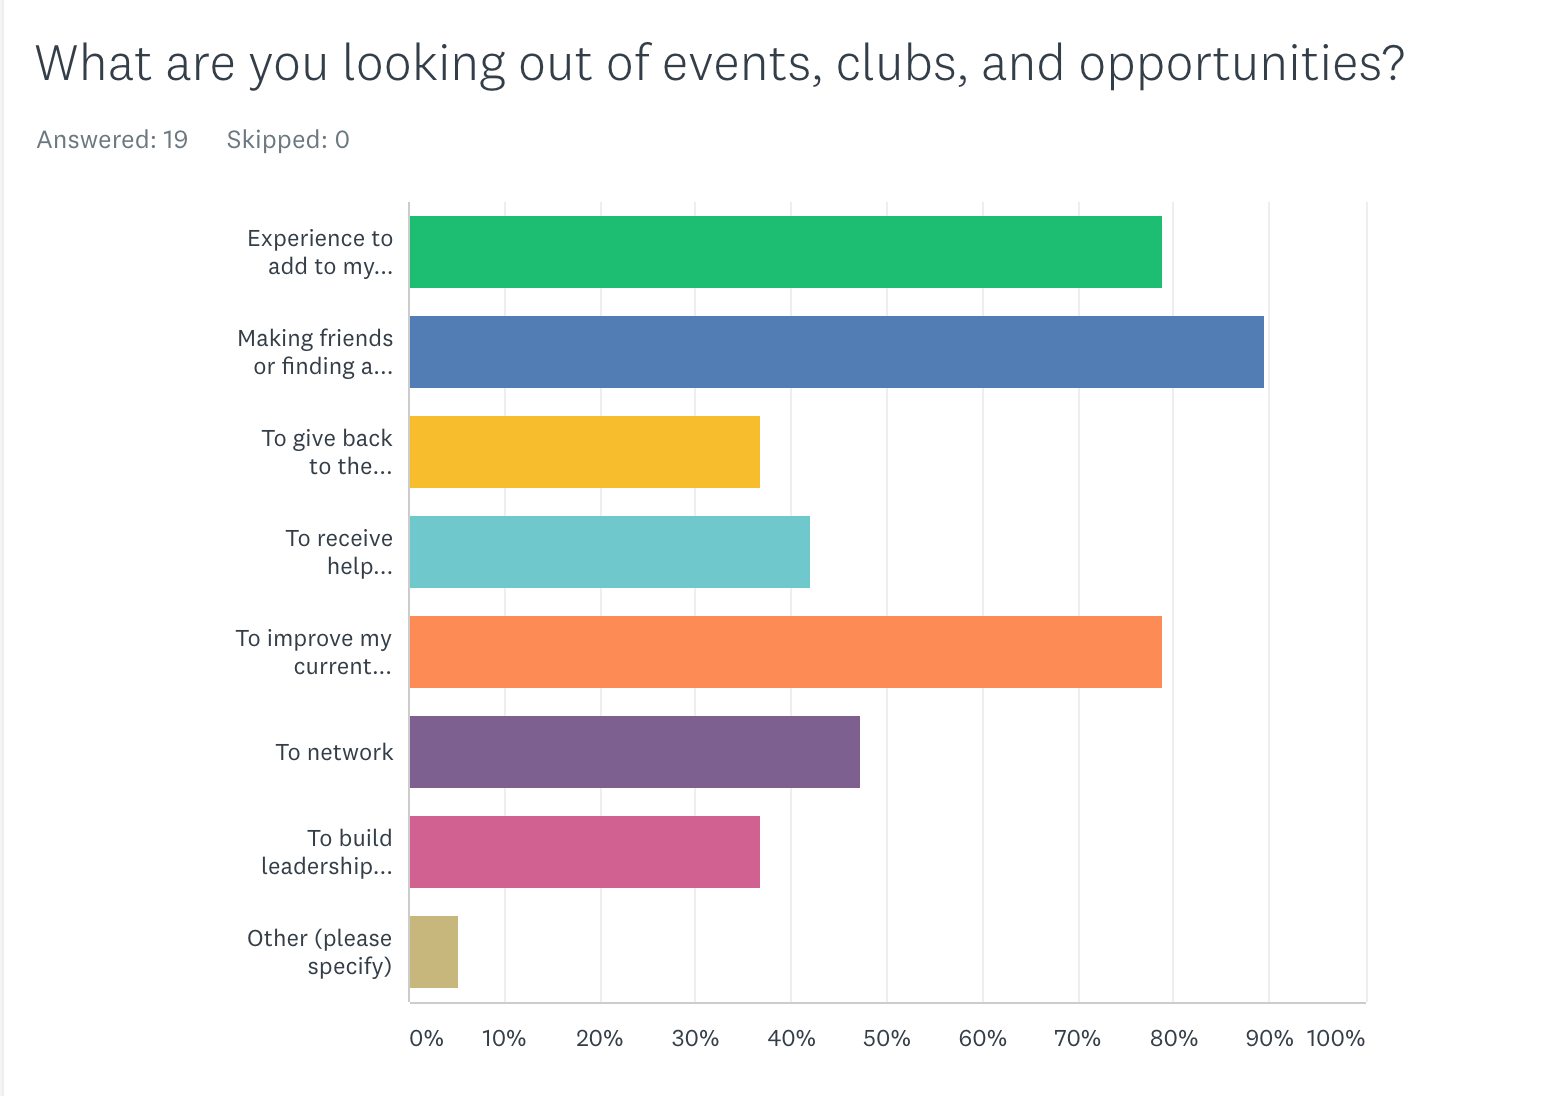 What are you looking out of events, clubs, and opportunities?
Answered: 19 Skipped: 0
Experience to
add to my...
Making friends
or finding a...
To give back
to the...
To receive
help...
To improve my
current...
To network
To build
leadership...
Other (please
specify)
0% 10% 20% 30% 40% 50% 60% 70% 80% 90% 100%